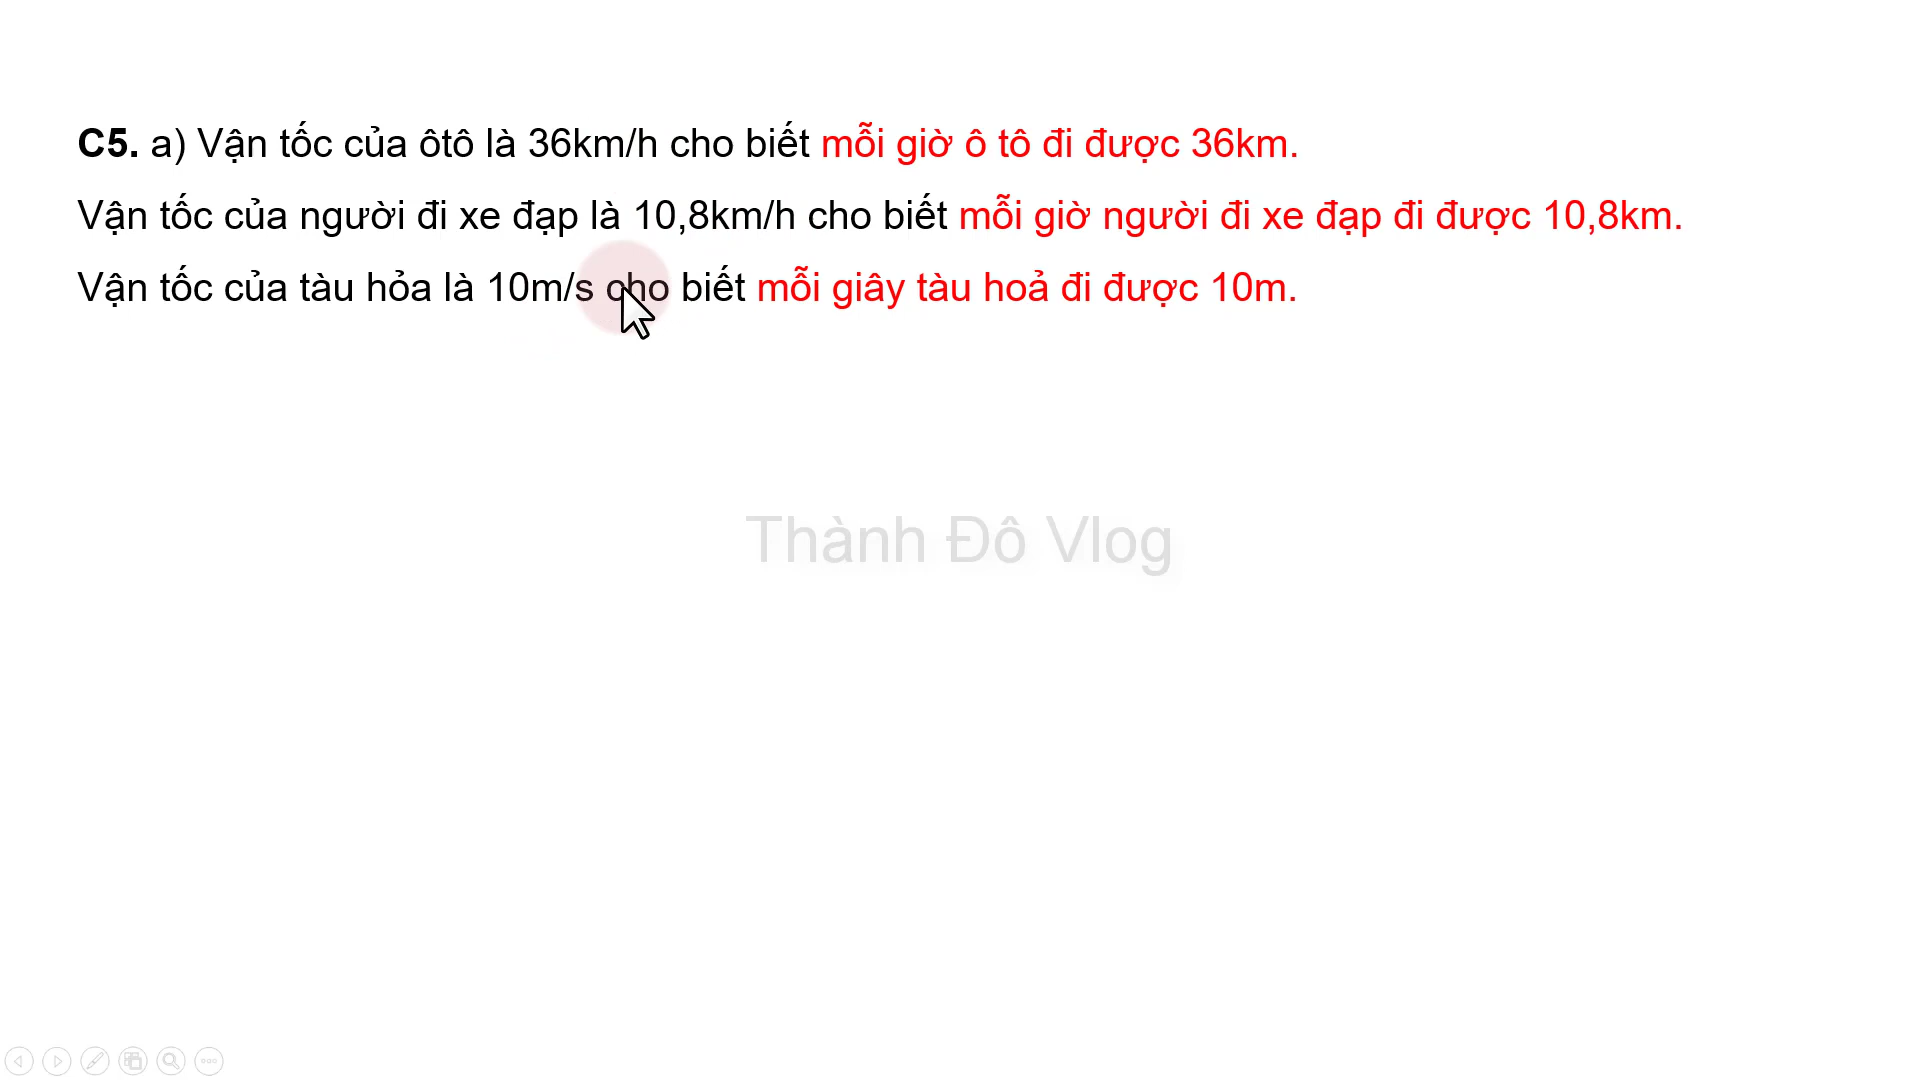 C5. a) Vận tốc của ôtô là 36km/h cho biết mỗi giờ ô tô đi được 36km.
Vận tốc của người đi xe đạp là 10,8km/h cho biết mỗi giờ người đi xe đạp đi được 10,8km.
Vận tốc của tàu hỏa là 10m/s cho biết mỗi giây tàu hoả đi được 10m.
Thành Đô Vlog